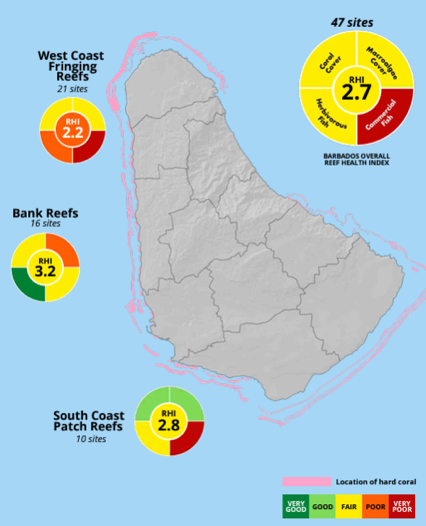 47 sites
West Coast
Fringing
Reefs
21 sites
RHI
2.2
Coral
Cover
Macroalgae
Cover
RHI
2.7
Herbivorous
Fish
Commercial
Fish
BARBADOS OVERALL
REEF HEALTH INDEX
Bank Reefs
16 sites
RHI
3.2
South Coast
Patch Reefs
10 sites
RHI
2.8
Location of hard coral
VERY
GOOD
GOOD
FAIR
POOR
VERY
POOR